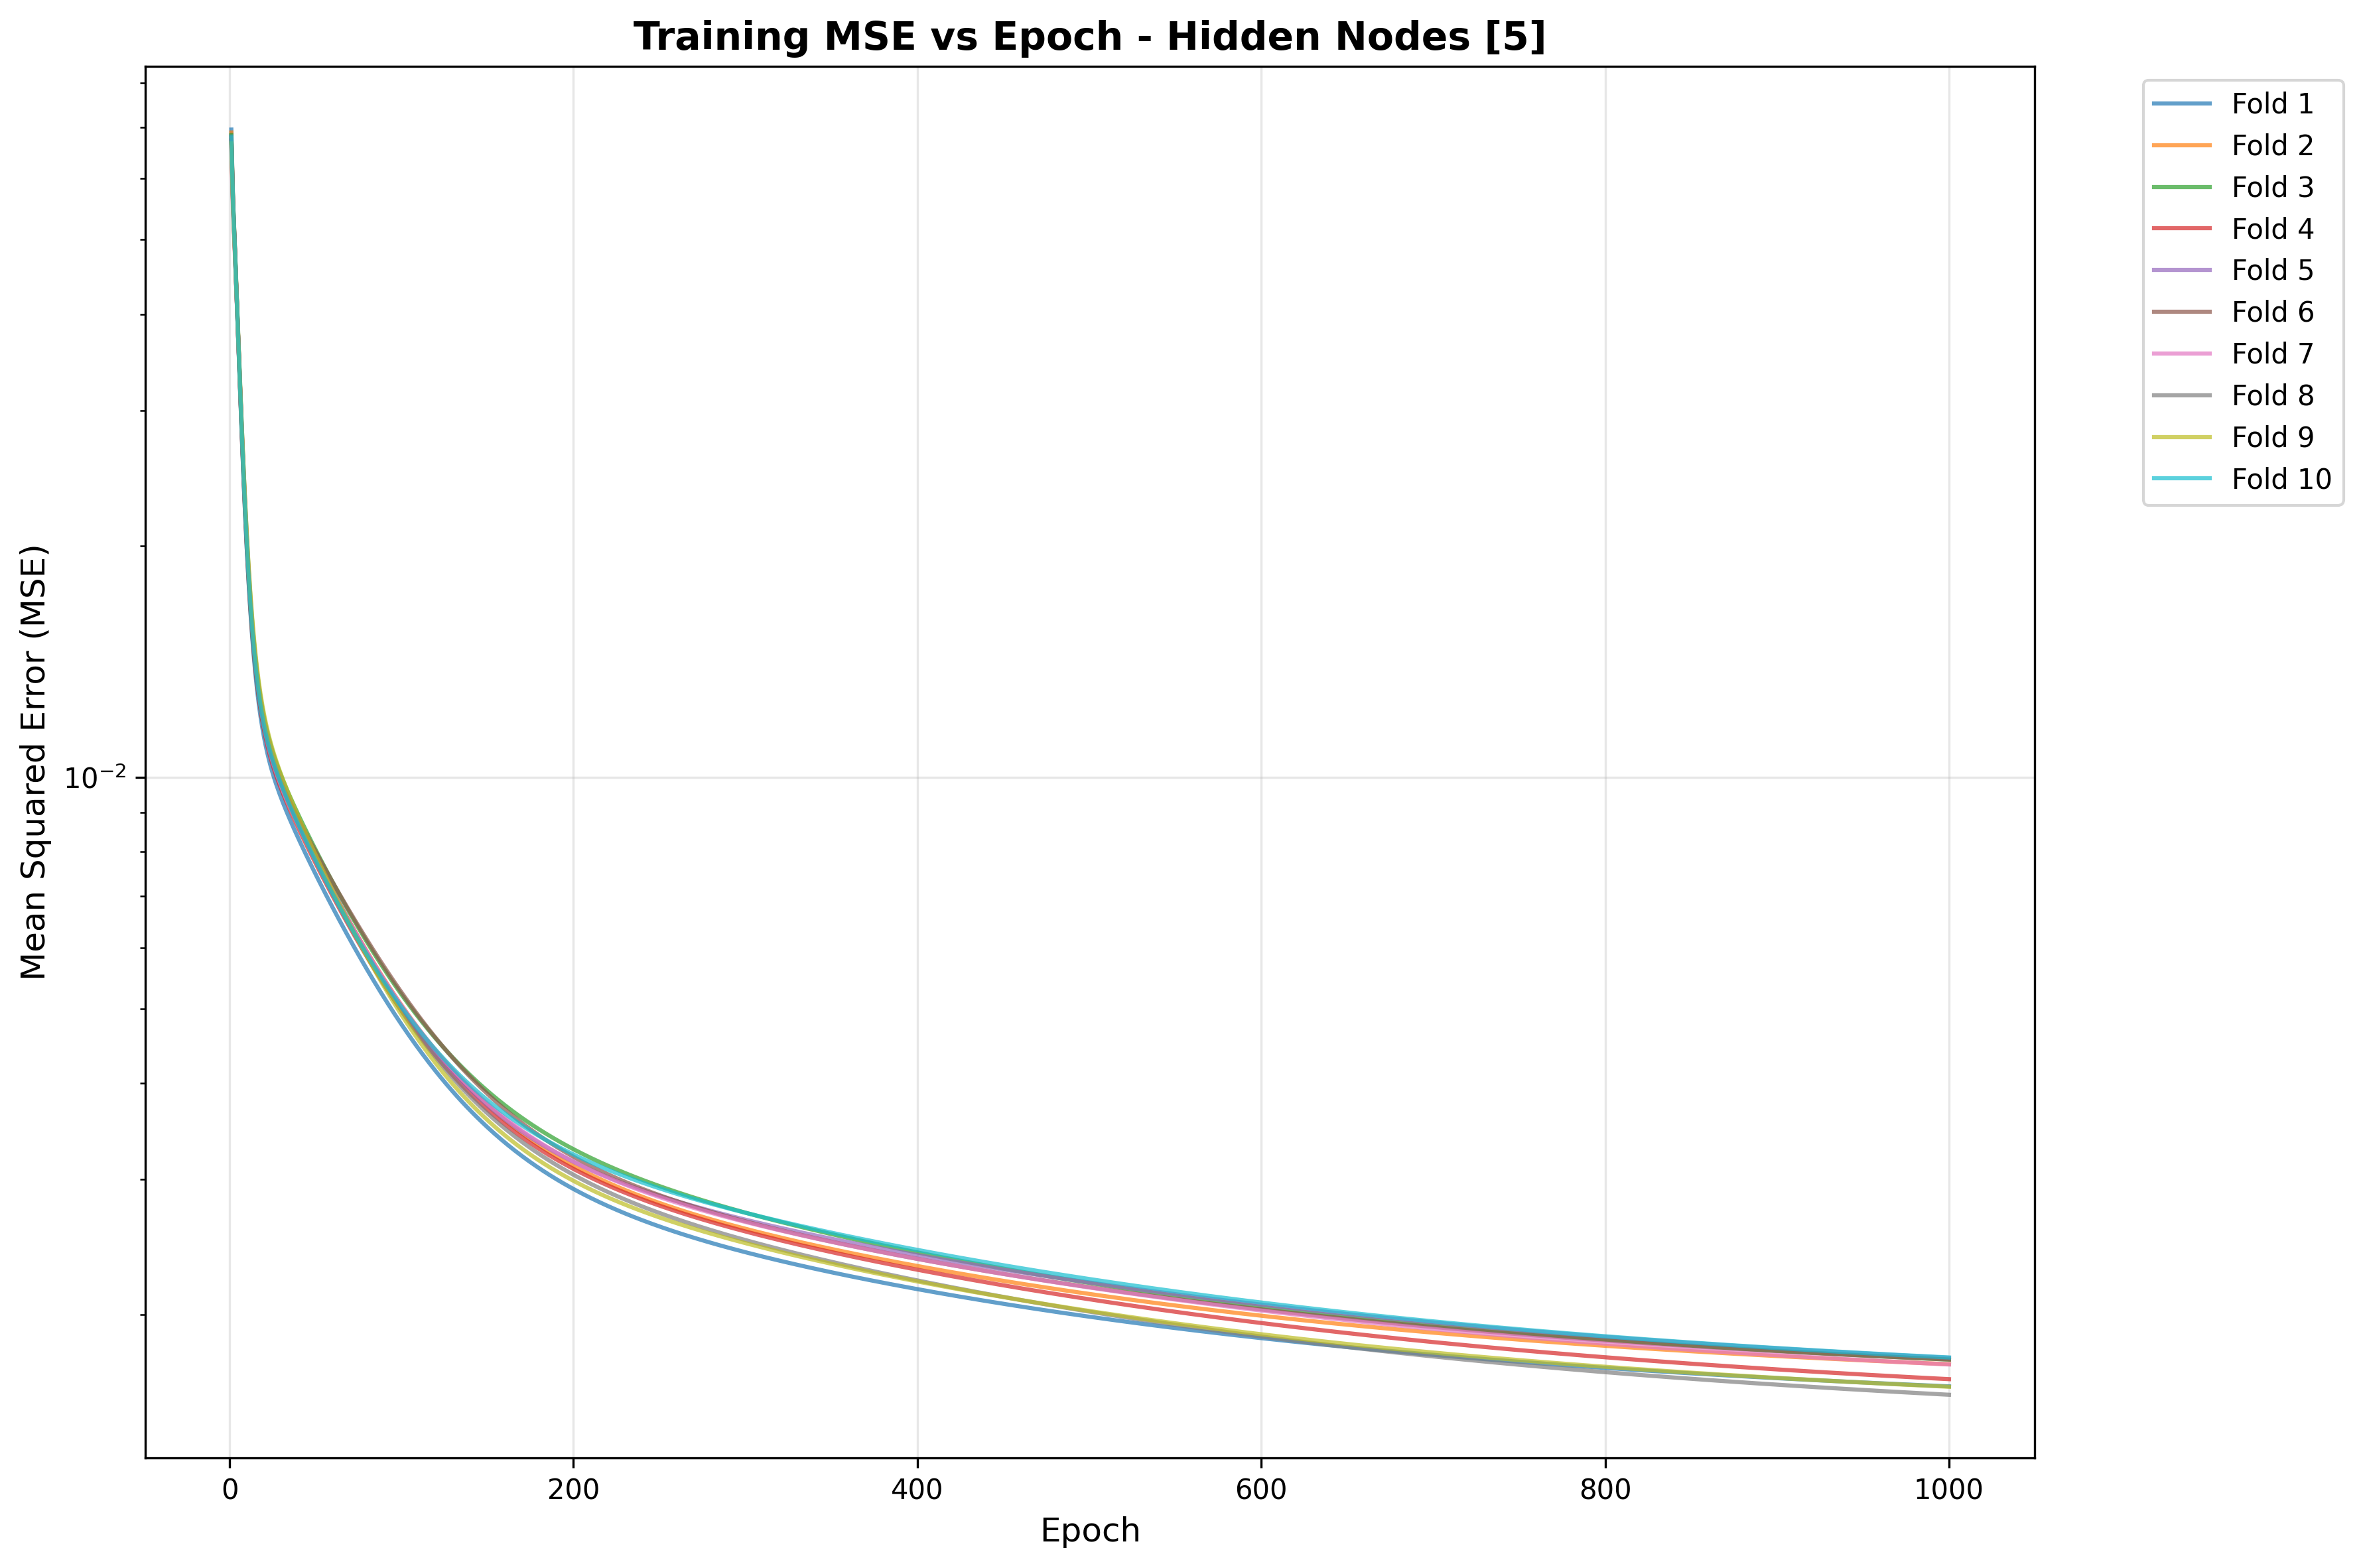 Training MSE vs Epoch - Hidden Nodes [5]
Mean Squared Error (MSE)
10⁻²
0 200 400 600 800 1000
Epoch
Fold 1
Fold 2
Fold 3
Fold 4
Fold 5
Fold 6
Fold 7
Fold 8
Fold 9
Fold 10